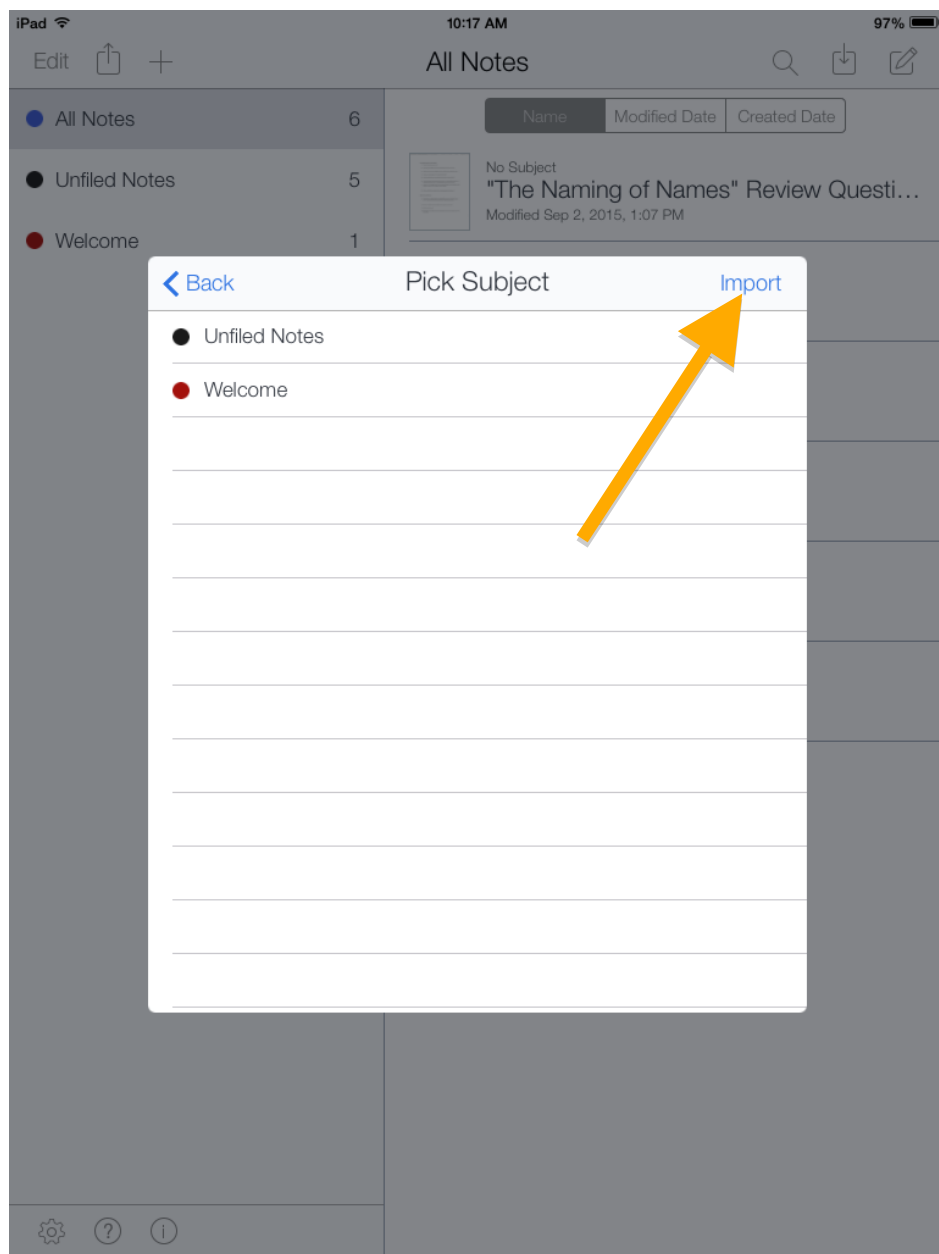 iPad 10:17 AM 97%
Edit All Notes
All Notes 6
Unfiled Notes 5
Welcome 1
Name Modified Date Created Date
No Subject
"The Naming of Names" Review Questi...
Modified Sep 2, 2015, 1:07 PM
Back Pick Subject Import
Unfiled Notes
Welcome